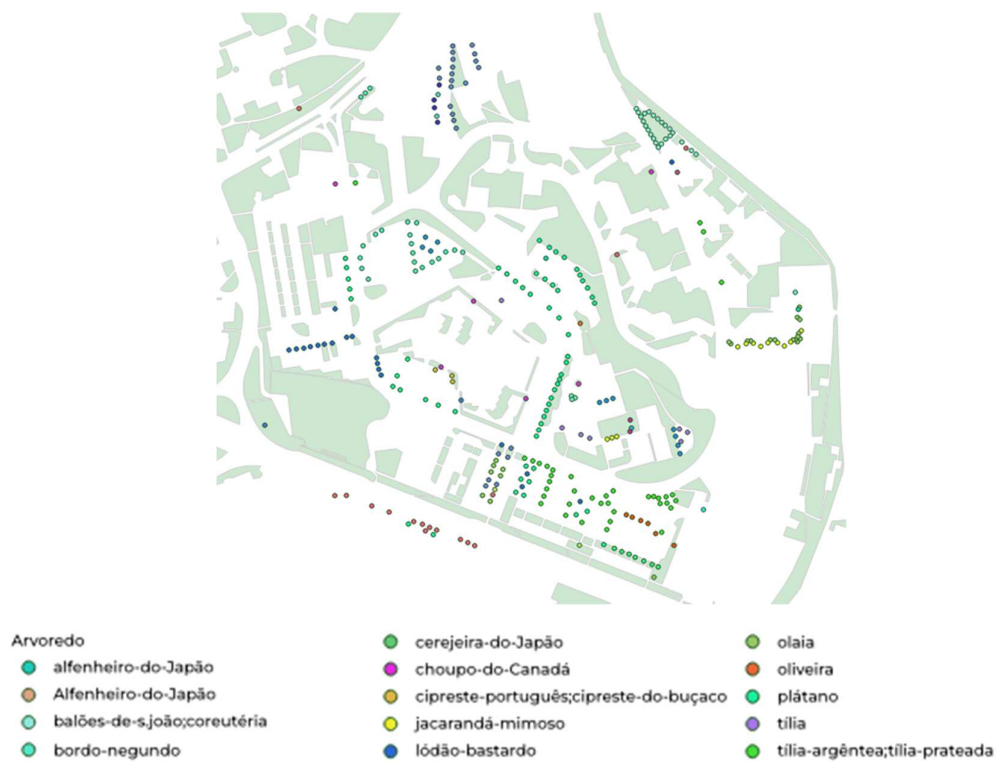 Arvoredo
alfenheiro-do-Japão
Alfenheiro-do-Japão
balões-de-s.joão;coreutéria
bordo-negundo
cerejeira-do-Japão
choupo-do-Canadá
cipreste-português;cipreste-do-buçaco
jacarandá-mimoso
lódão-bastardo
olaia
oliveira
plátano
tília
tília-argêntea;tília-prateada